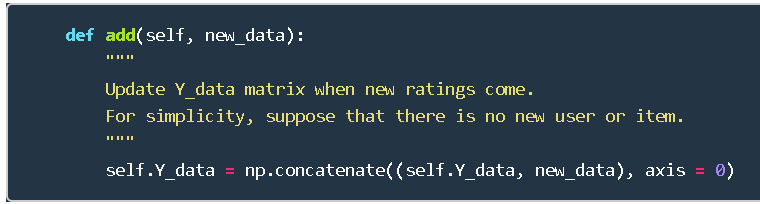 def add(self, new_data):
"""
Update Y_data matrix when new ratings come.
For simplicity, suppose that there is no new user or item.
"""
self.Y_data = np.concatenate((self.Y_data, new_data), axis = 0)